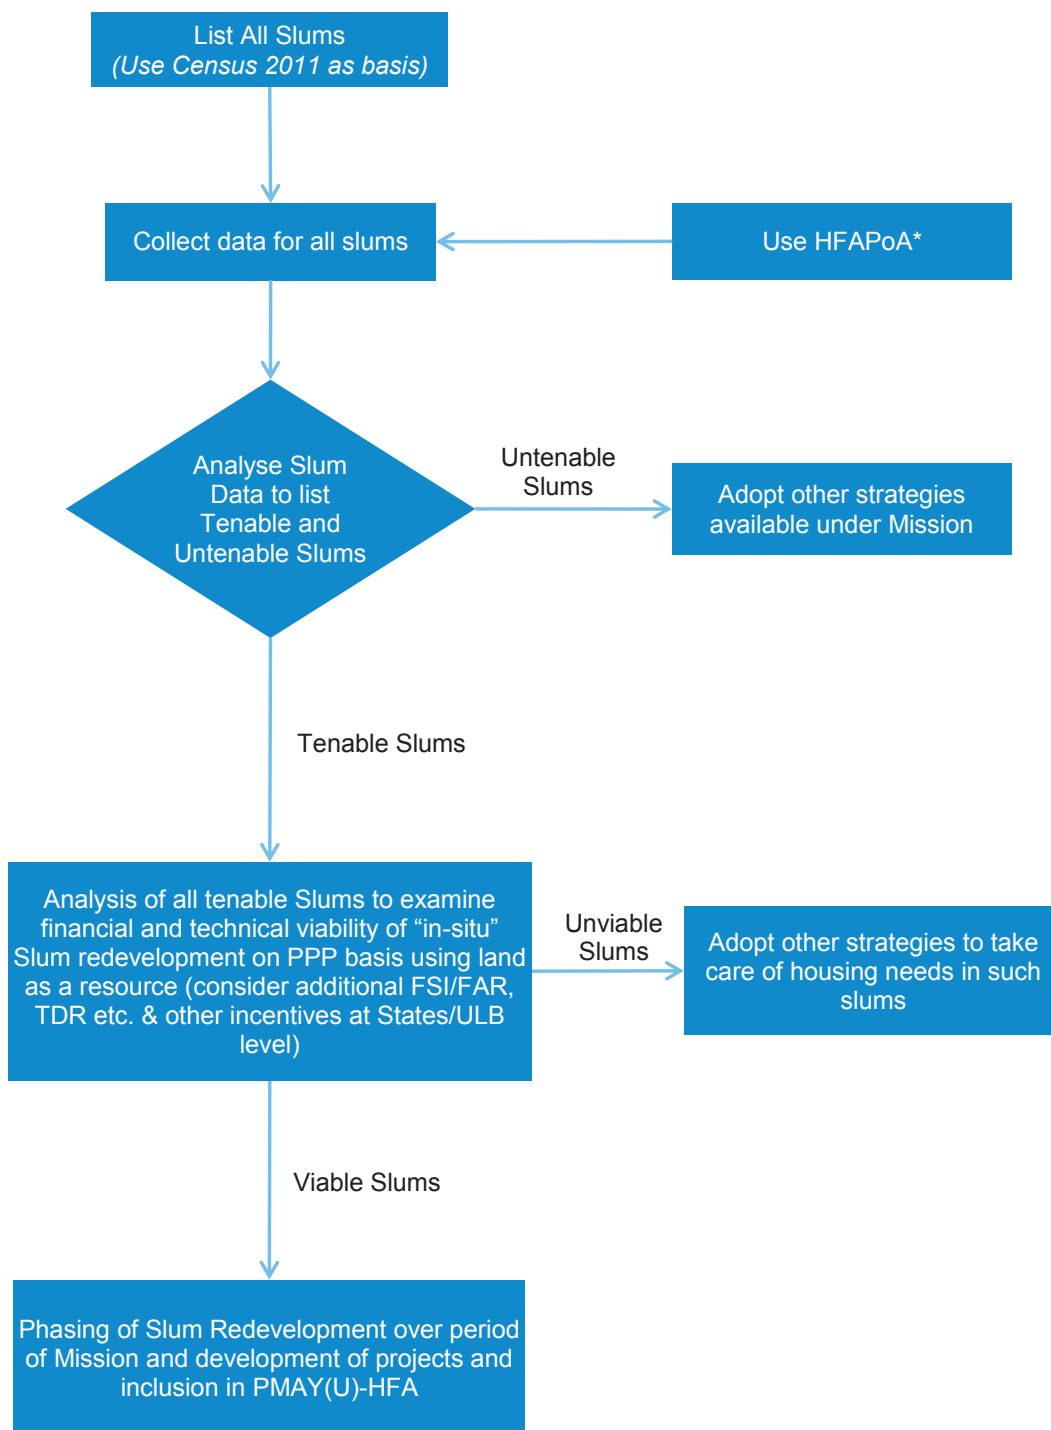 List All Slums
(Use Census 2011 as basis)
Collect data for all slums
Use HFAPoA*
Analyse Slum
Data to list
Tenable and
Untenable Slums
Untenable
Slums
Adopt other strategies
available under Mission
Tenable Slums
Analysis of all tenable Slums to examine
financial and technical viability of “in-situ”
Slum redevelopment on PPP basis using land
as a resource (consider additional FSI/FAR,
TDR etc. & other incentives at States/ULB
level)
Unviable
Slums
Adopt other strategies to take
care of housing needs in such
slums
Viable Slums
Phasing of Slum Redevelopment over period
of Mission and development of projects and
inclusion in PMAY(U)-HFA